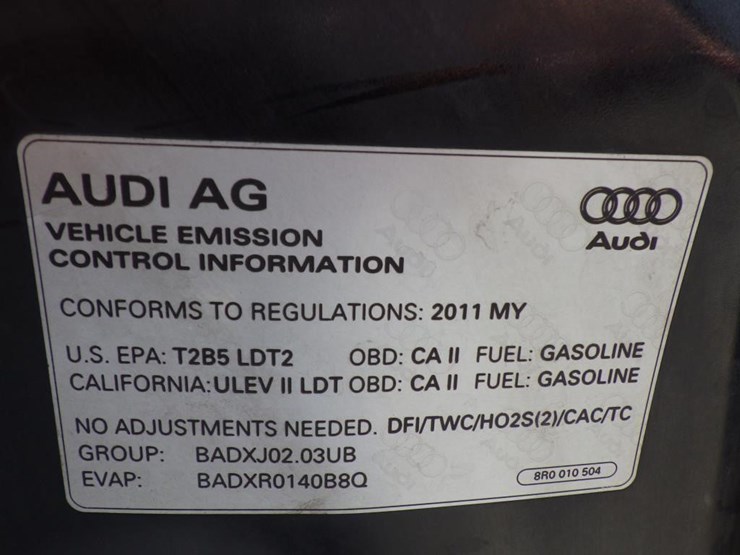 AUDI AG
Audi
VEHICLE EMISSION
CONTROL INFORMATION
CONFORMS TO REGULATIONS: 2011 MY
U.S. EPA: T2B5 LDT2 OBD: CA II FUEL: GASOLINE
CALIFORNIA: ULEV II LDT OBD: CA II FUEL: GASOLINE
NO ADJUSTMENTS NEEDED. DFI/TWC/HO2S(2)/CAC/TC
GROUP: BADXJ02.03UB
EVAP: BADXR0140B8Q
8R0 010 504